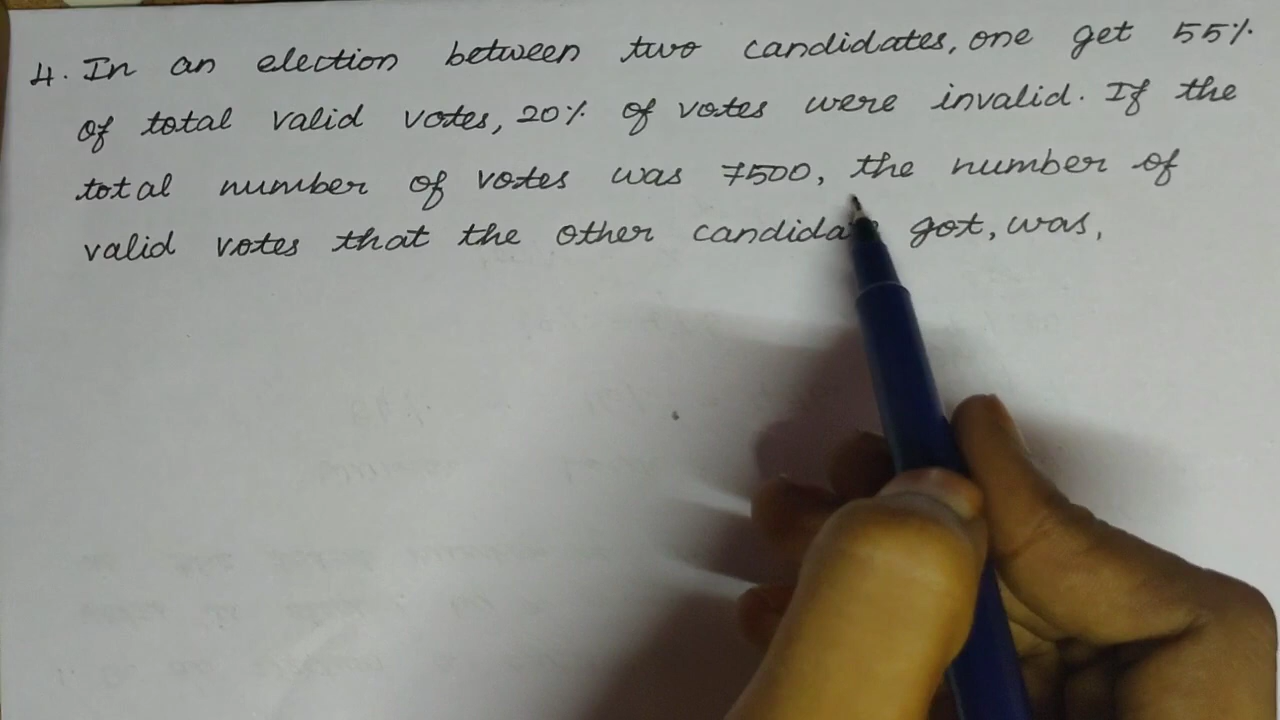 4. In an election between two candidates, one get 55%
of total valid votes, 20% of votes were invalid. If the
total number of votes was 7500, the number of
valid votes that the other got, was,